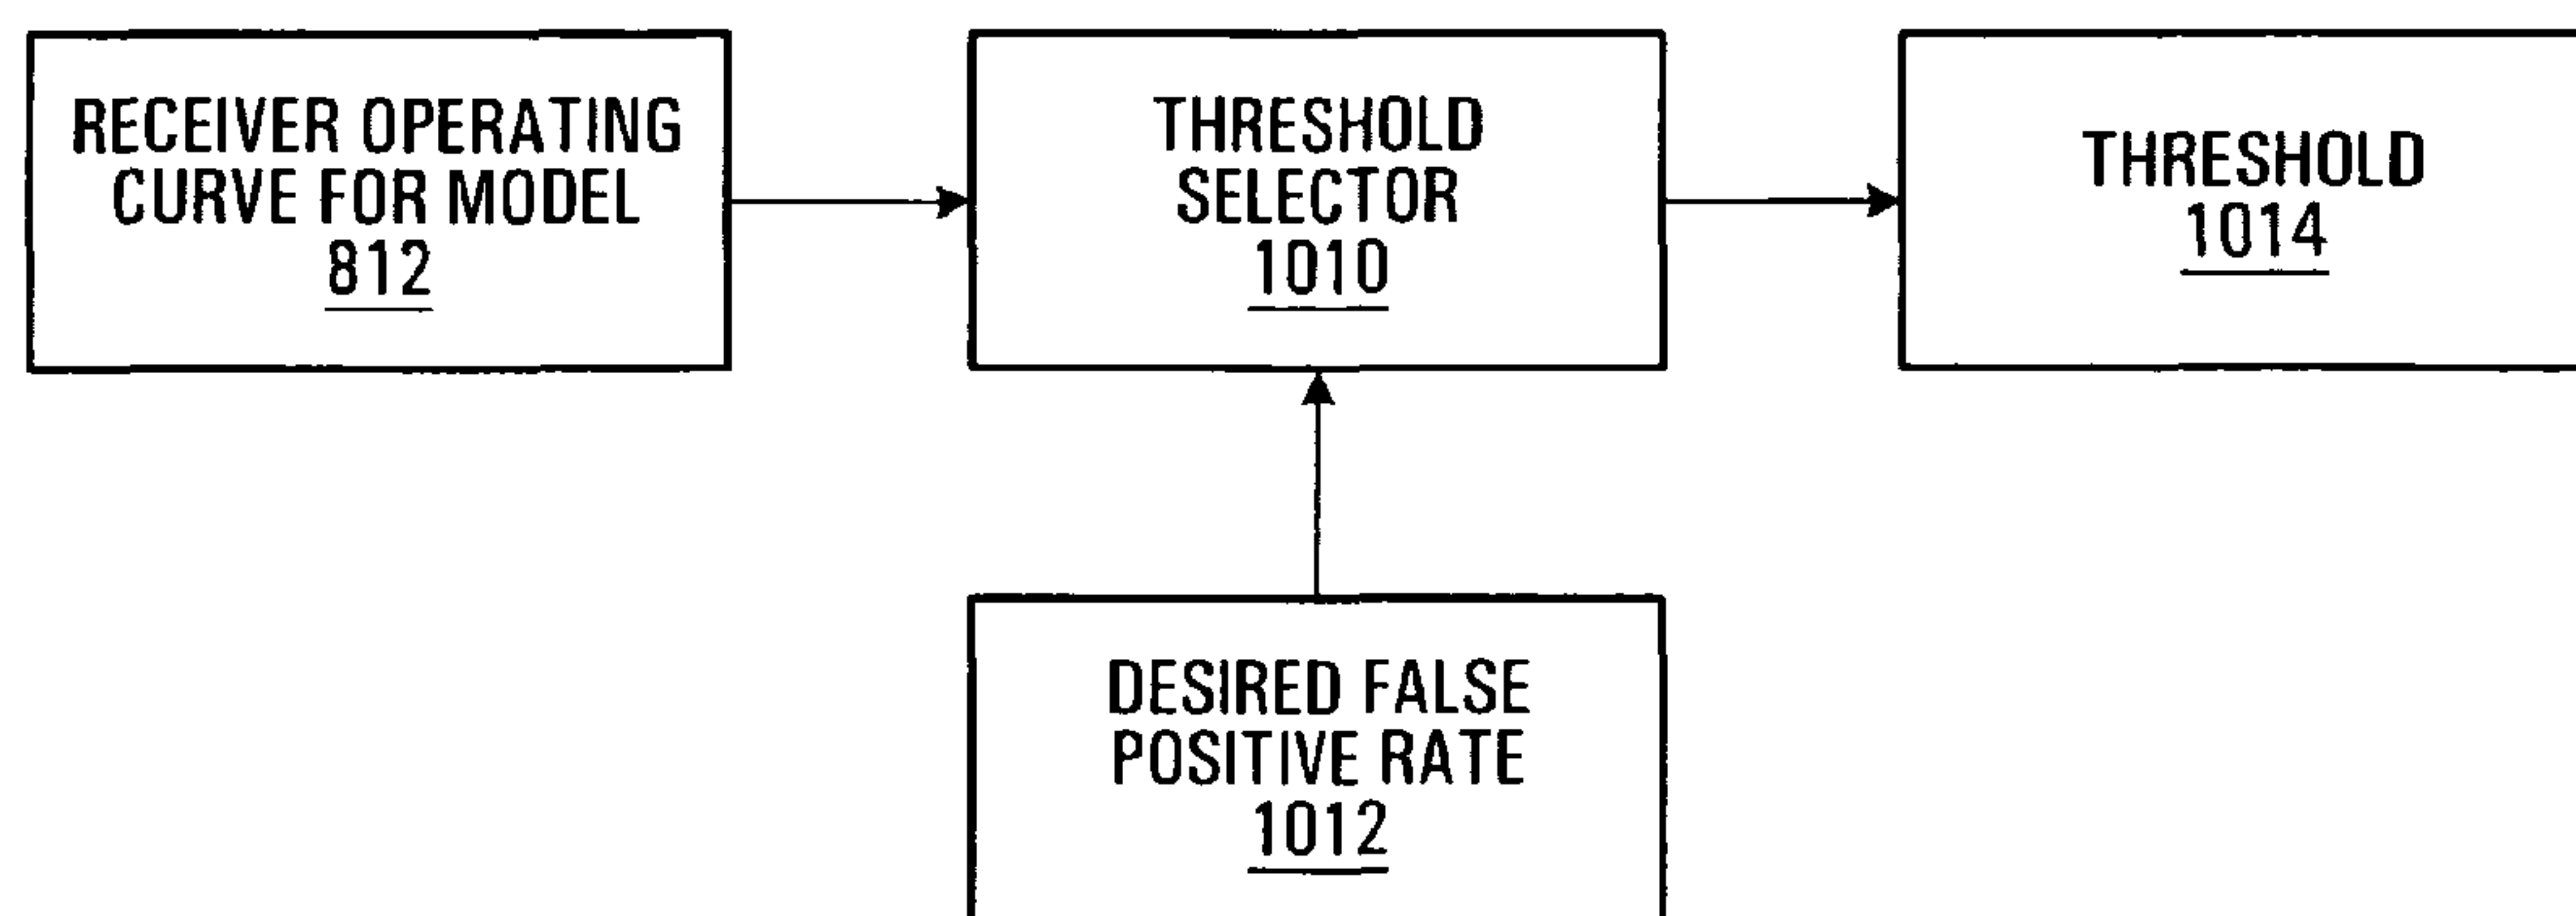 RECEIVER OPERATING
CURVE FOR MODEL
812
THRESHOLD
SELECTOR
1010
THRESHOLD
1014
DESIRED FALSE
POSITIVE RATE
1012